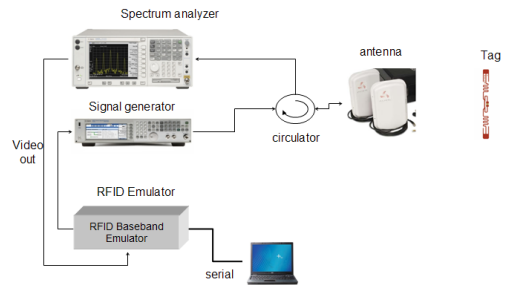 Spectrum analyzer
antenna
Tag
Signal generator
circulator
Video
out
RFID Emulator
RFID Baseband
Emulator
serial